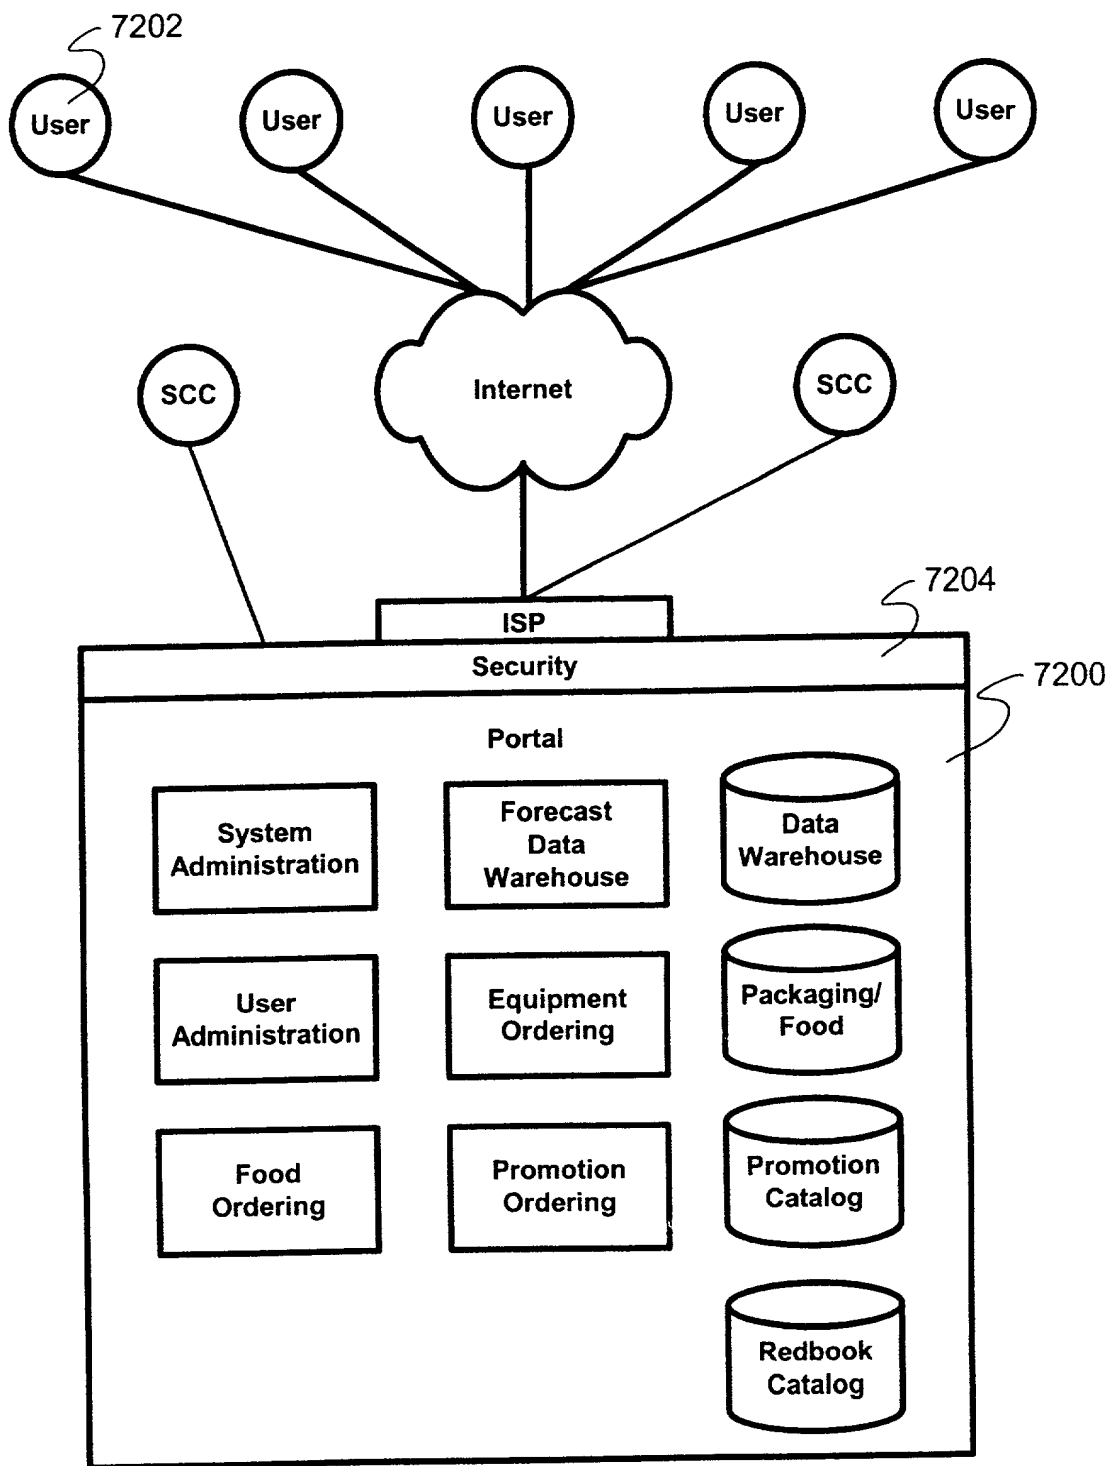 7202
User
User
User
User
User
SCC
Internet
SCC
ISP
7204
Security
7200
Portal
System
Administration
Forecast
Data
Warehouse
Data
Warehouse
User
Administration
Equipment
Ordering
Packaging/
Food
Food
Ordering
Promotion
Ordering
Promotion
Catalog
Redbook
Catalog